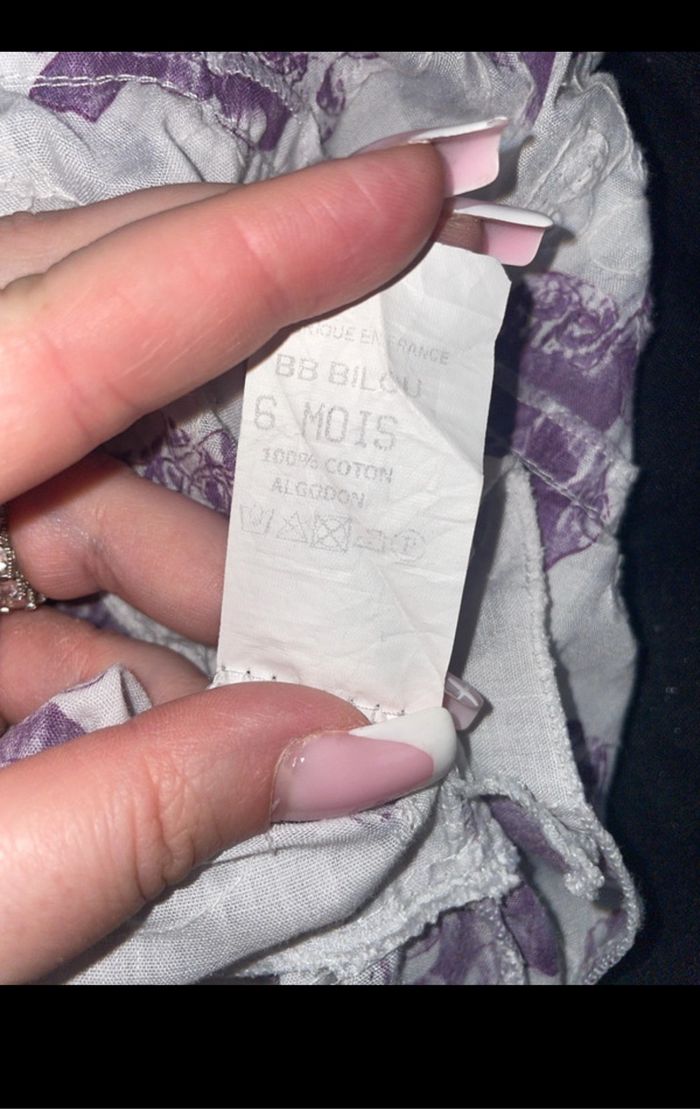 EN FRANCE
BB BILOU
6 MOIS
100% COTON
ALGODON